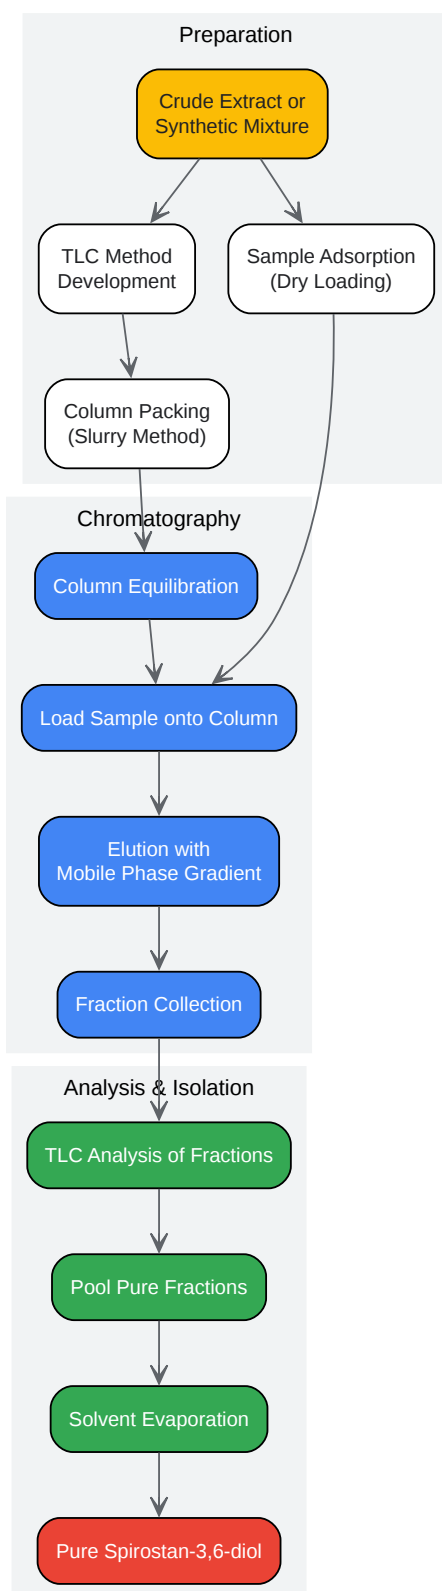 Preparation
Crude Extract or
Synthetic Mixture
TLC Method
Development
Sample Adsorption
(Dry Loading)
Column Packing
(Slurry Method)
Chromatography
Column Equilibration
Load Sample onto Column
Elution with
Mobile Phase Gradient
Fraction Collection
Analysis & Isolation
TLC Analysis of Fractions
Pool Pure Fractions
Solvent Evaporation
Pure Spirostan-3,6-diol